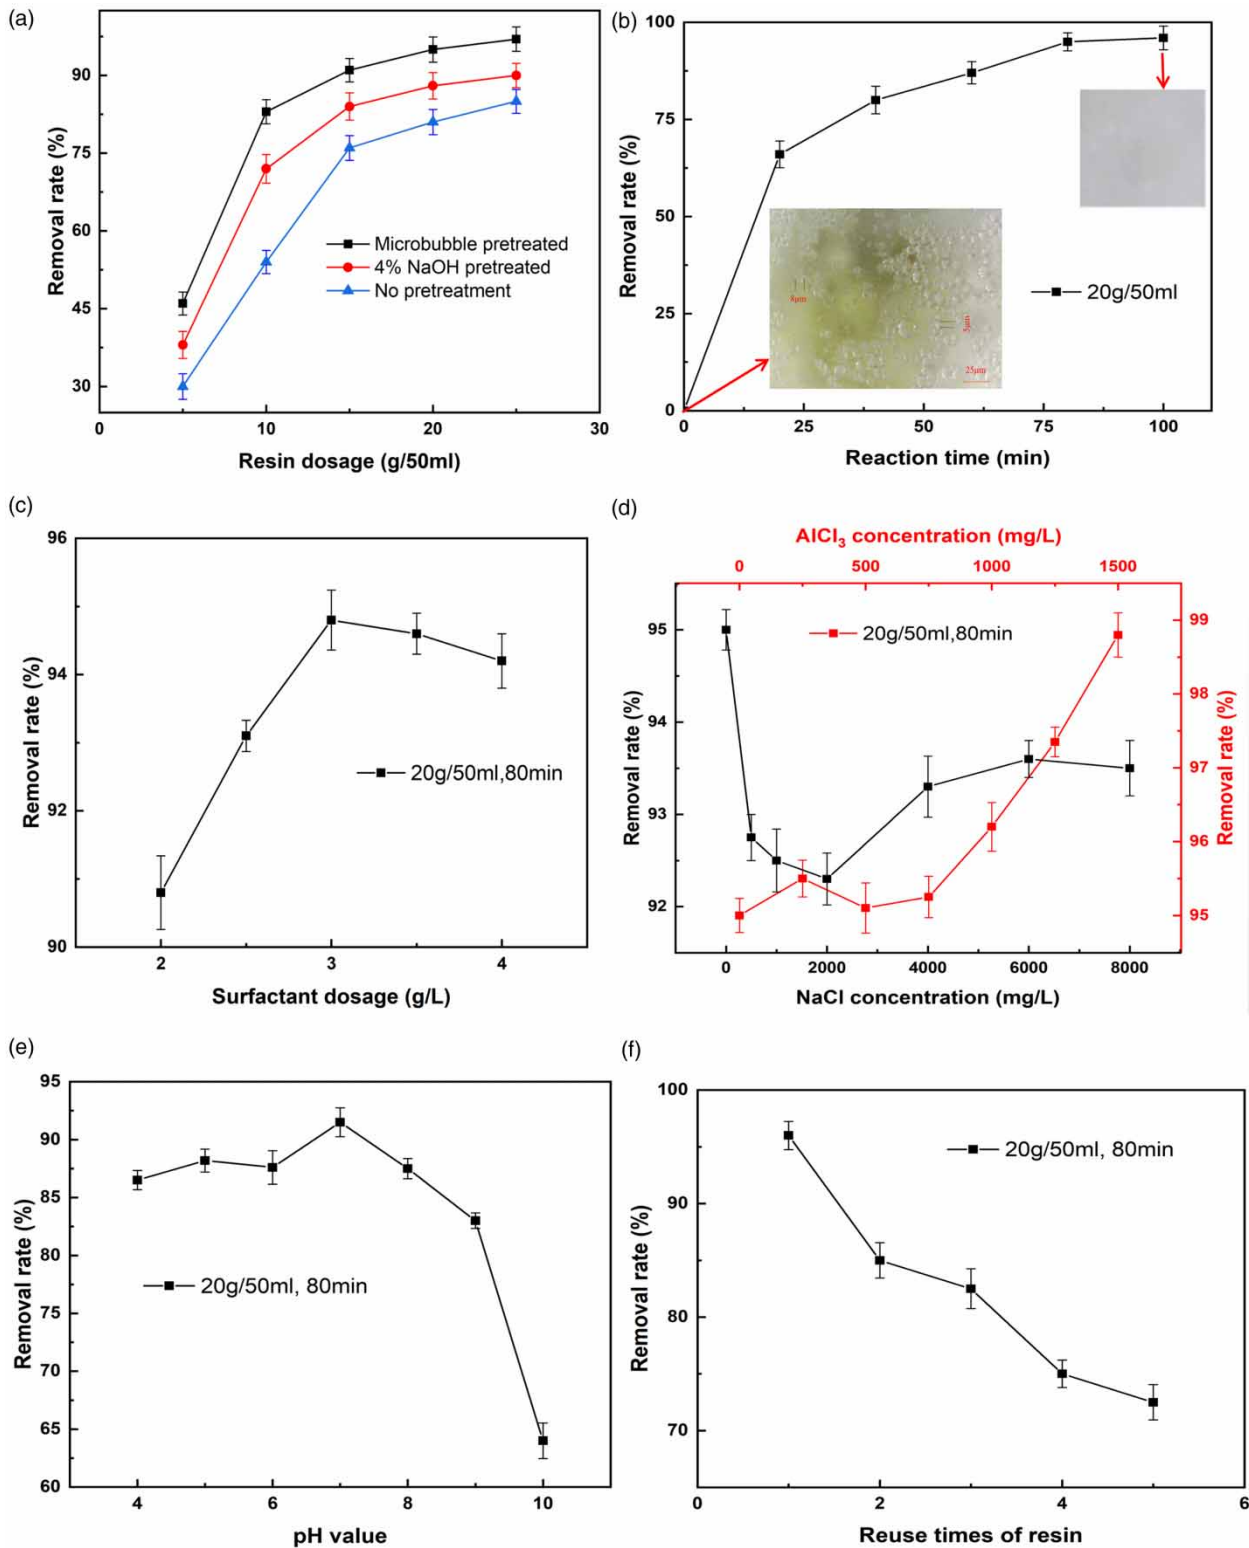 (a)
Removal rate (%)
90
75
60
45
30
0
10
20
30
Resin dosage (g/50ml)
Microbubble pretreated
4% NaOH pretreated
No pretreatment
(b)
Removal rate (%)
100
75
50
25
0
0
25
50
75
100
Reaction time (min)
20g/50ml
8μm
5μm
25μm
(c)
Removal rate (%)
96
94
92
90
2
3
4
Surfactant dosage (g/L)
20g/50ml,80min
(d)
AlCl₃ concentration (mg/L)
0
500
1000
1500
Removal rate (%)
95
94
93
92
20g/50ml,80min
99
98
97
96
95
Removal rate (%)
0
2000
4000
6000
8000
NaCl concentration (mg/L)
(e)
Removal rate (%)
95
90
85
80
75
70
65
60
4
6
8
10
pH value
20g/50ml, 80min
(f)
Removal rate (%)
100
90
80
70
0
2
4
6
Reuse times of resin
20g/50ml, 80min